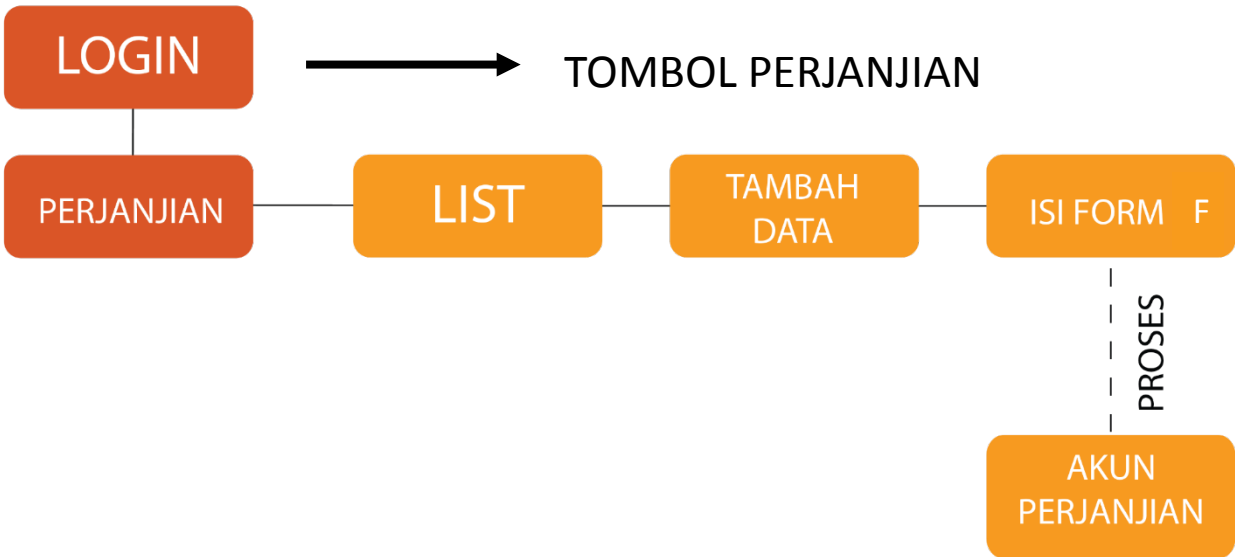 LOGIN
TOMBOL PERJANJIAN
PERJANJIAN
LIST
TAMBAH
DATA
ISI FORM F
PROSES
AKUN
PERJANJIAN